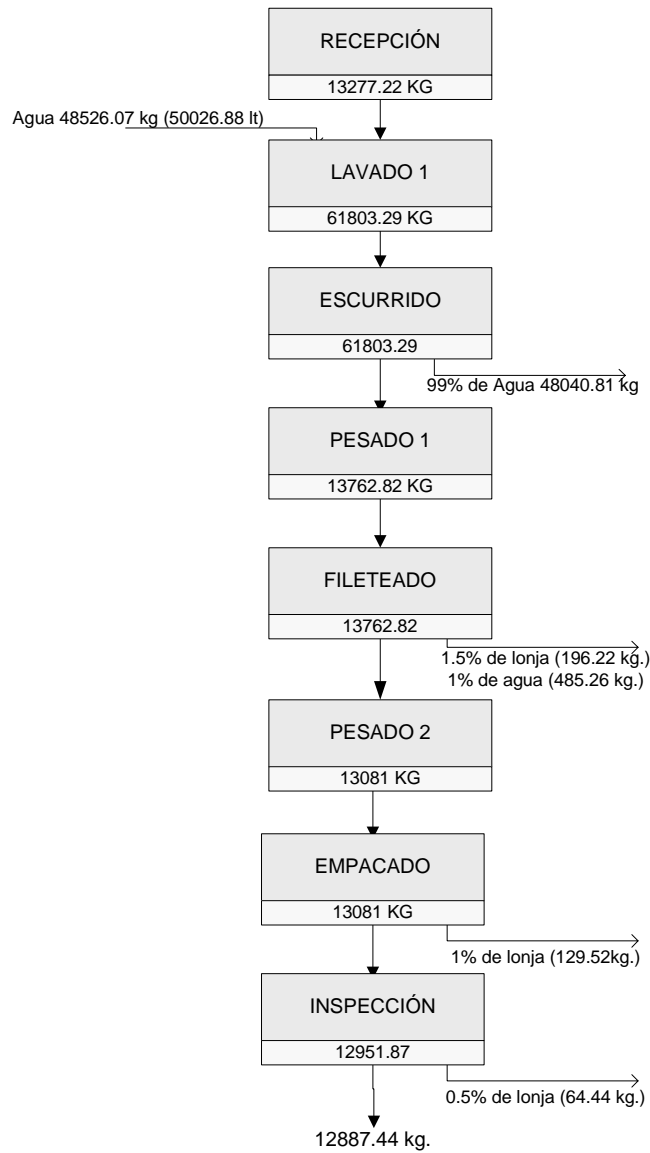 RECEPCIÓN
13277.22 KG
Agua 48526.07 kg (50026.88 lt)
LAVADO 1
61803.29 KG
ESCURRIDO
61803.29
99% de Agua 48040.81 kg
PESADO 1
13762.82 KG
FILETEADO
13762.82
1.5% de lonja (196.22 kg.)
1% de agua (485.26 kg.)
PESADO 2
13081 KG
EMPACADO
13081 KG
1% de lonja (129.52kg.)
INSPECCIÓN
12951.87
0.5% de lonja (64.44 kg.)
12887.44 kg.